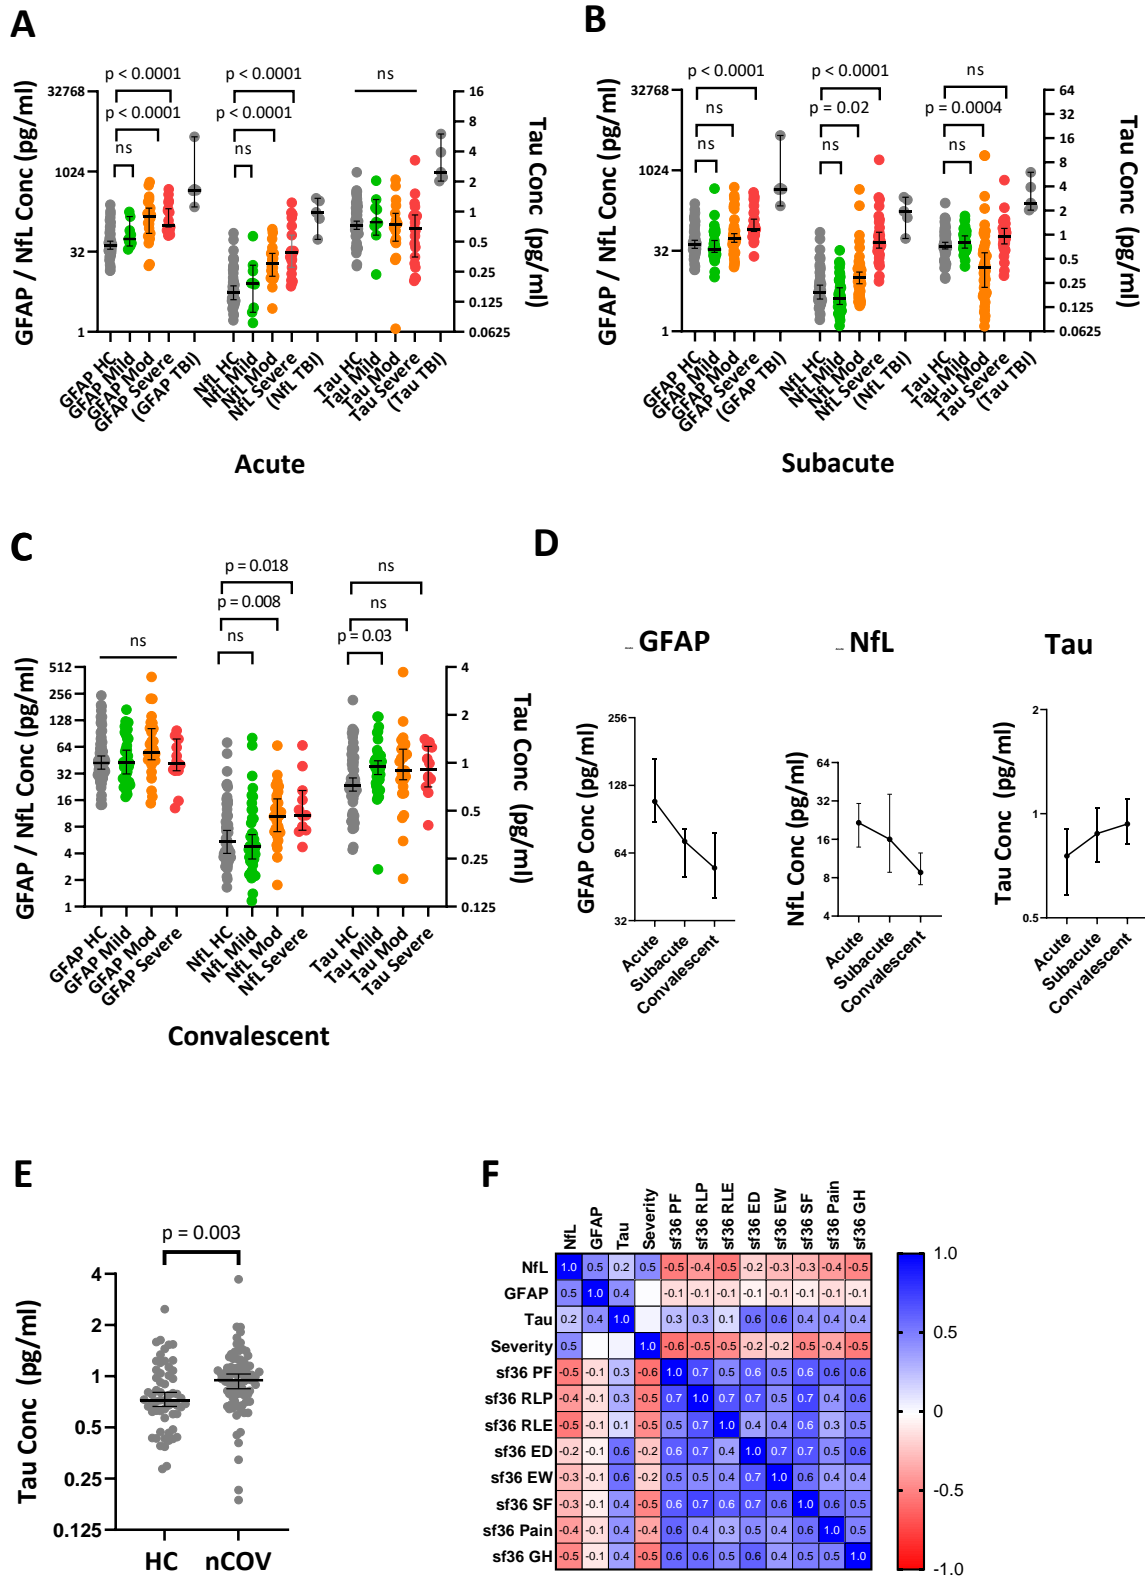 A
p < 0.0001
p < 0.0001
ns
p < 0.0001
p < 0.0001
ns
ns
GFAP / NfL Conc (pg/ml)
32768
1024
32
1
16
8
4
2
1
0.5
0.25
0.125
0.0625
Tau Conc (pg/ml)
GFAP HC
GFAP Mild
GFAP Mod
GFAP Severe
(GFAP TBI)
NfL HC
NfL Mild
NfL Mod
NfL Severe
(NfL TBI)
Tau HC
Tau Mild
Tau Mod
Tau Severe
(Tau TBI)
Acute
B
p < 0.0001
ns
ns
p < 0.0001
p = 0.02
ns
ns
p = 0.0004
ns
GFAP / NfL Conc (pg/ml)
32768
1024
32
1
64
32
16
8
4
2
1
0.5
0.25
0.125
0.0625
Tau Conc (pg/ml)
GFAP HC
GFAP Mild
GFAP Mod
GFAP Severe
(GFAP TBI)
NfL HC
NfL Mild
NfL Mod
NfL Severe
(NfL TBI)
Tau HC
Tau Mild
Tau Mod
Tau Severe
(Tau TBI)
Subacute
C
ns
p = 0.018
p = 0.008
ns
ns
ns
p = 0.03
GFAP / NfL Conc (pg/ml)
512
256
128
64
32
16
8
4
2
1
4
2
1
0.5
0.25
0.125
Tau Conc (pg/ml)
GFAP HC
GFAP Mild
GFAP Mod
GFAP Severe
NfL HC
NfL Mild
NfL Mod
NfL Severe
Tau HC
Tau Mild
Tau Mod
Tau Severe
Convalescent
D
GFAP
GFAP Conc (pg/ml)
256
128
64
32
Acute
Subacute
Convalescent
NfL
NfL Conc (pg/ml)
64
32
16
8
4
Acute
Subacute
Convalescent
Tau
Tau Conc (pg/ml)
2
1
0.5
Acute
Subacute
Convalescent
E
p = 0.003
Tau Conc (pg/ml)
4
2
1
0.5
0.25
0.125
HC nCOV
F
NfL GFAP Tau Severity sf36 PF sf36 RLP sf36 RLE sf36 ED sf36 EW sf36 SF sf36 Pain sf36 GH
NfL 1.0 0.5 0.2 0.5 -0.5 -0.4 -0.5 -0.2 -0.3 -0.3 -0.4 -0.5
GFAP 0.5 1.0 0.4 -0.1 -0.1 -0.1 -0.1 -0.1 -0.1 -0.1 -0.1
Tau 0.2 0.4 1.0 0.3 0.3 0.1 0.6 0.6 0.4 0.4 0.4
Severity 0.5 1.0 -0.6 -0.5 -0.5 -0.2 -0.2 -0.5 -0.4 -0.5
sf36 PF -0.5 -0.1 0.3 -0.6 1.0 0.7 0.5 0.6 0.5 0.6 0.6 0.6
sf36 RLP -0.4 -0.1 0.3 -0.5 0.7 1.0 0.7 0.7 0.5 0.7 0.4 0.6
sf36 RLE -0.5 -0.1 0.1 -0.5 0.5 0.7 1.0 0.4 0.4 0.6 0.3 0.5
sf36 ED -0.2 -0.1 0.6 -0.2 0.6 0.7 0.4 1.0 0.7 0.7 0.5 0.6
sf36 EW -0.3 -0.1 0.6 -0.2 0.5 0.5 0.4 0.7 1.0 0.6 0.4 0.4
sf36 SF -0.3 -0.1 0.4 -0.5 0.6 0.7 0.6 0.7 0.6 1.0 0.6 0.5
sf36 Pain -0.4 -0.1 0.4 -0.4 0.6 0.4 0.3 0.5 0.4 0.6 1.0 0.5
sf36 GH -0.5 -0.1 0.4 -0.5 0.6 0.6 0.5 0.6 0.4 0.5 0.5 1.0
1.0
0.5
0
-0.5
-1.0